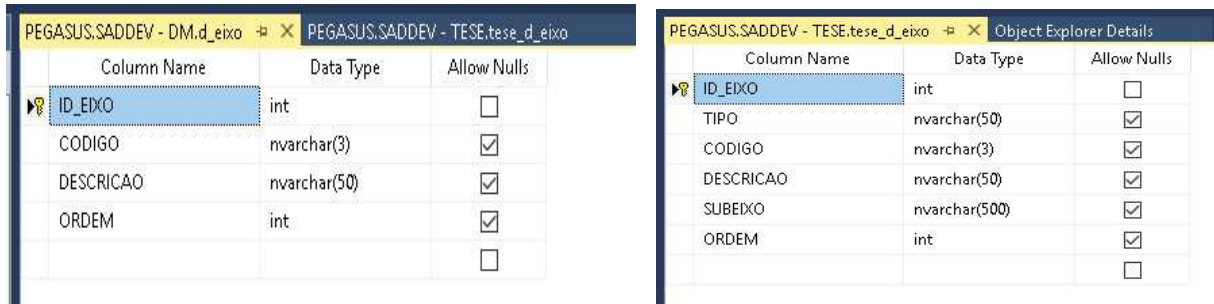 PEGASUS.SADDEV - DM.d_eixo PEGASUS.SADDEV - TESE.tese_d_eixo
Column Name Data Type Allow Nulls
ID_EIXO int
CODIGO nvarchar(3)
DESCRICAO nvarchar(50)
ORDEM int
PEGASUS.SADDEV - TESE.tese_d_eixo Object Explorer Details
Column Name Data Type Allow Nulls
ID_EIXO int
TIPO nvarchar(50)
CODIGO nvarchar(3)
DESCRICAO nvarchar(50)
SUBEIXO nvarchar(500)
ORDEM int